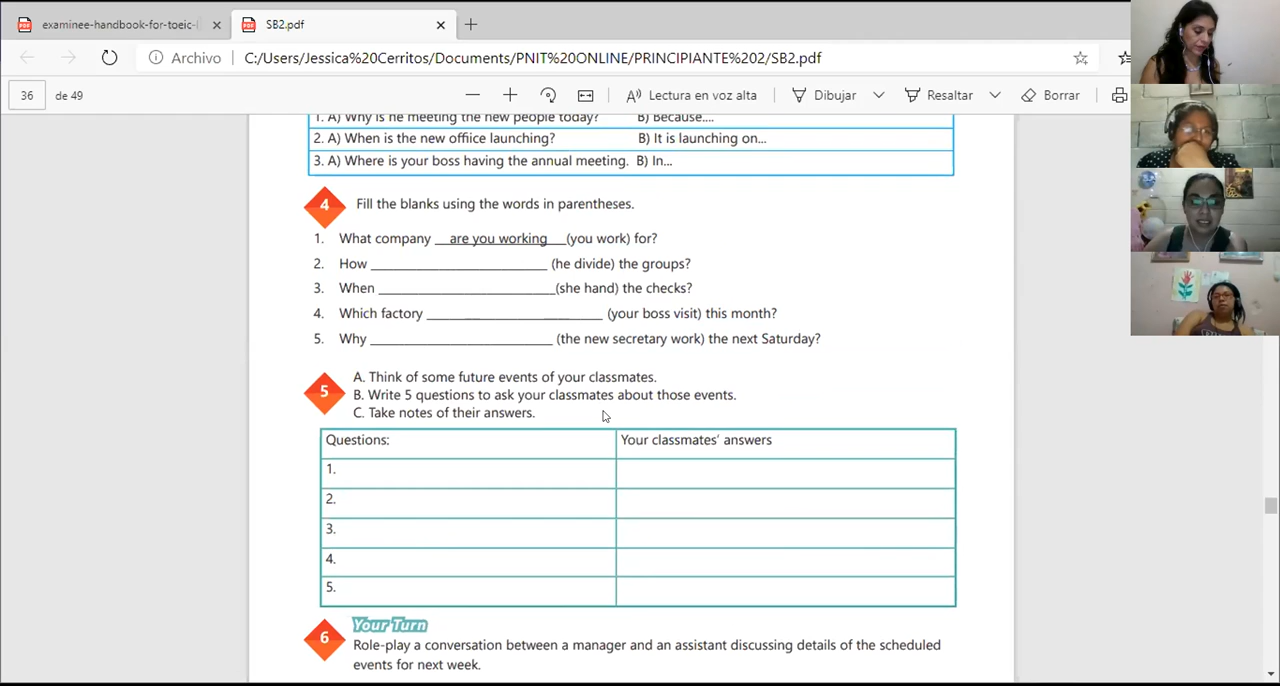 examinee-handbook-for-toeic-
SB2.pdf
Archivo
C:/Users/Jessica%20Cerritos/Documents/PNIT%20ONLINE/PRINCIPIANTE%202/SB2.pdf
36 de 49
Lectura en voz alta
Dibujar
Resaltar
Borrar
1. A) Why is he meeting the new people today? B) Because....
2. A) When is the new office launching? B) It is launching on...
3. A) Where is your boss having the annual meeting. B) In...
4 Fill the blanks using the words in parentheses.
1. What company __are you working___(you work) for?
2. How ______________________ (he divide) the groups?
3. When ______________________(she hand) the checks?
4. Which factory ______________________ (your boss visit) this month?
5. Why _______________________ (the new secretary work) the next Saturday?
5 A. Think of some future events of your classmates.
B. Write 5 questions to ask your classmates about those events.
C. Take notes of their answers.
Questions: Your classmates' answers
1.
2.
3.
4.
5.
Your Turn
6 Role-play a conversation between a manager and an assistant discussing details of the scheduled
events for next week.